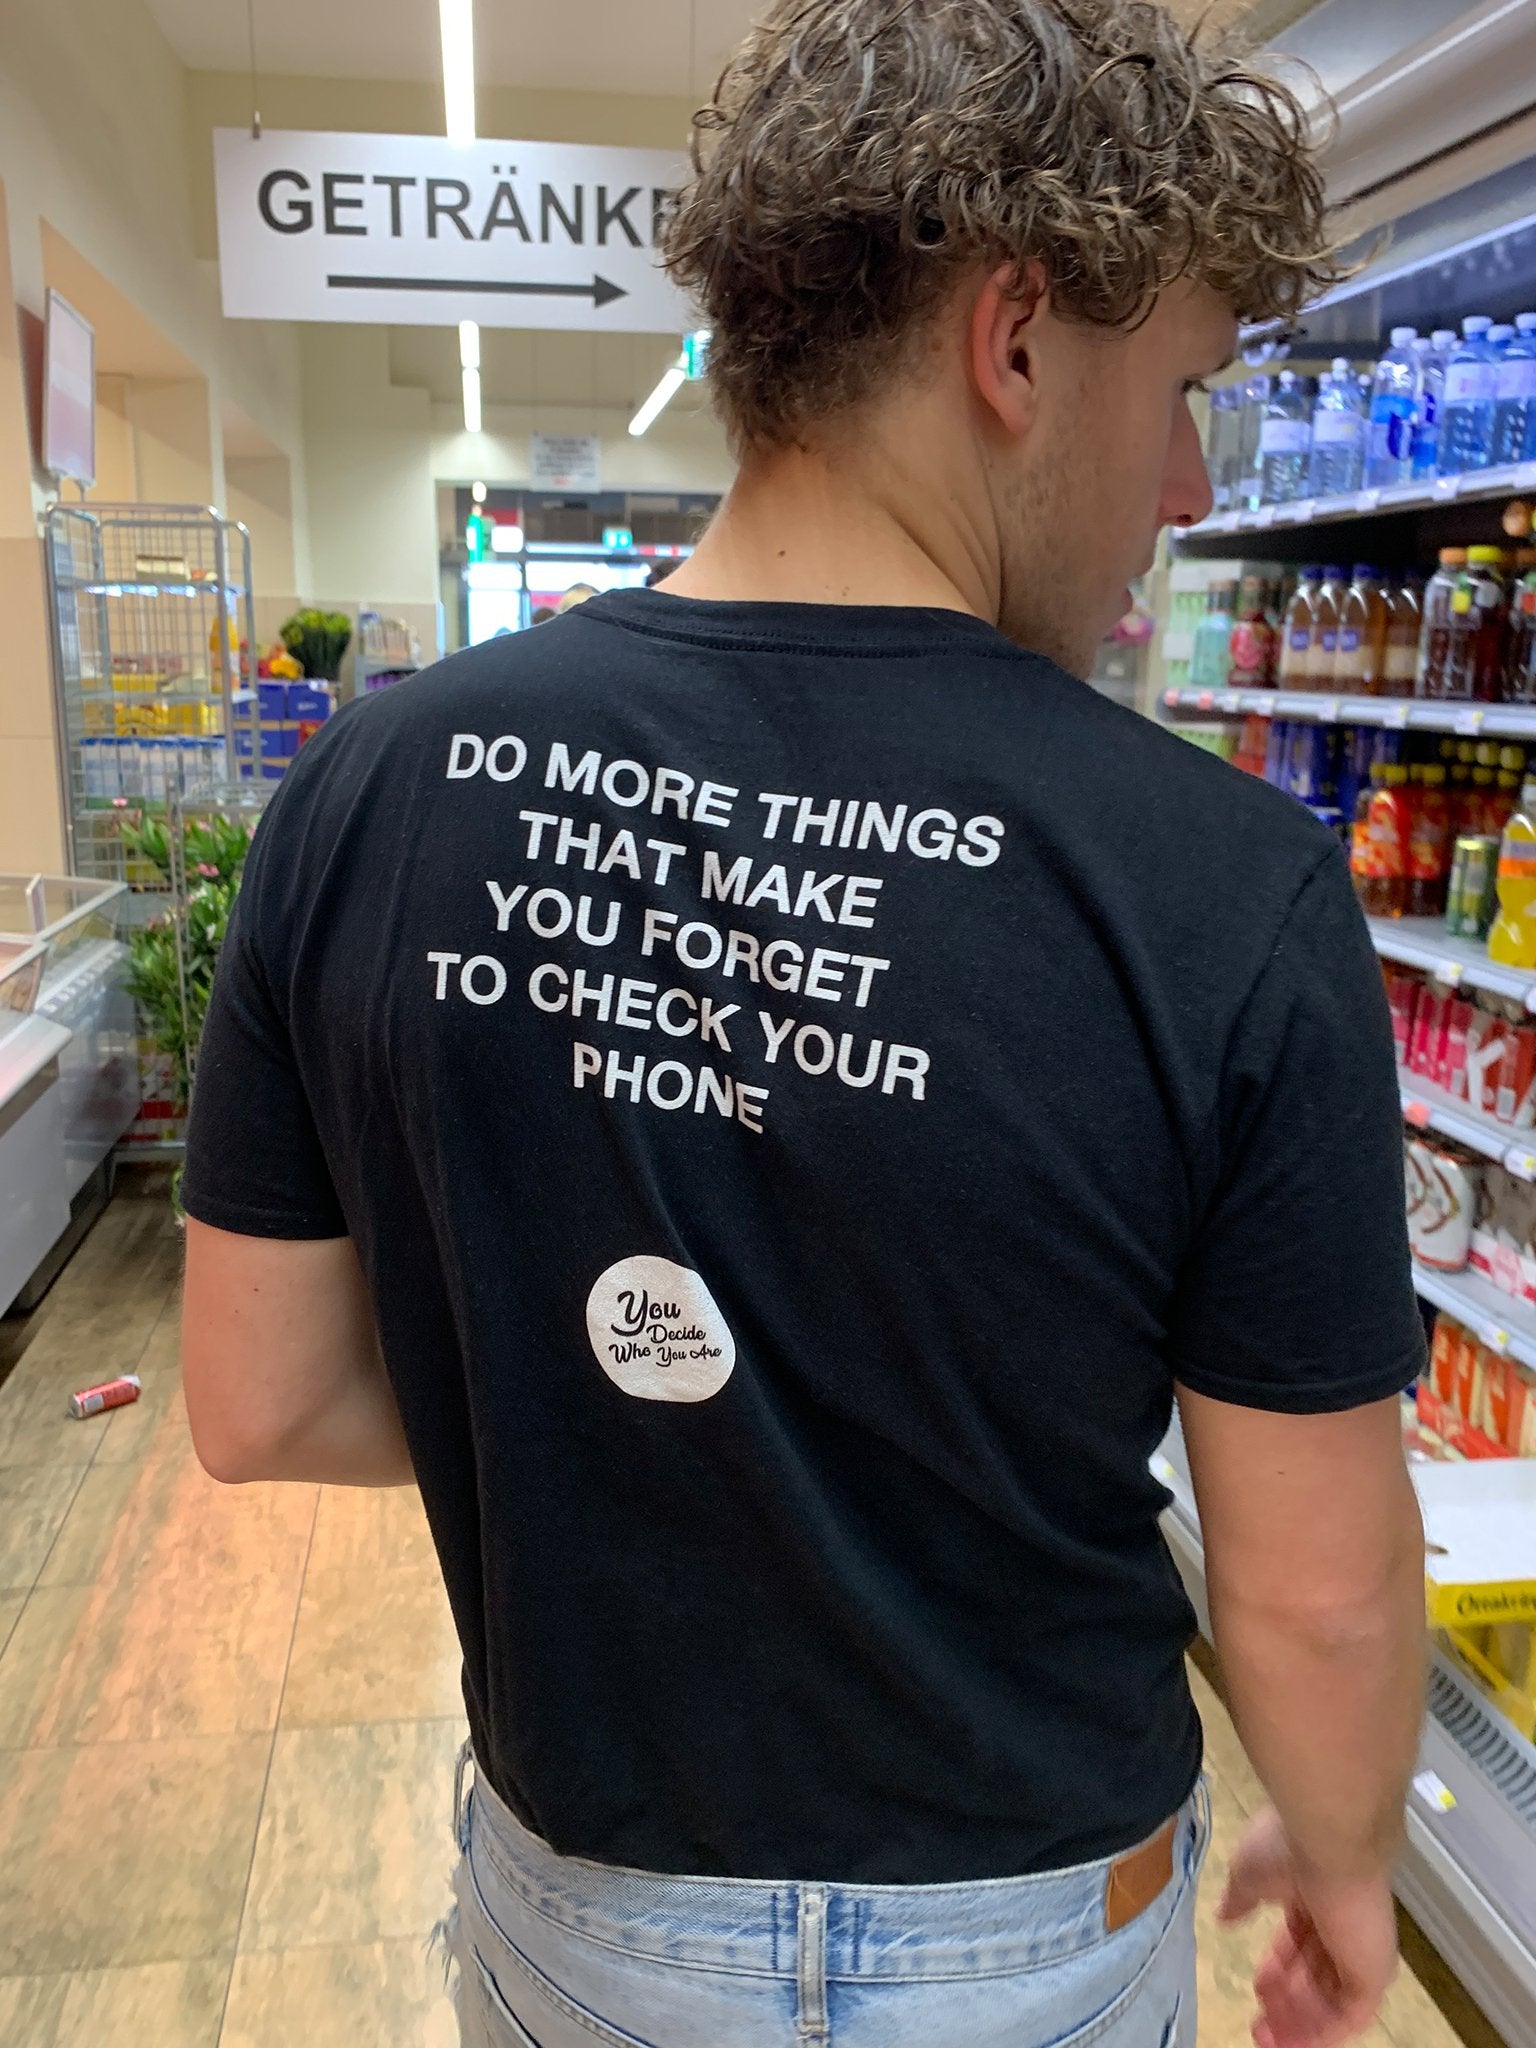 GETRÄNKE
DO MORE THINGS
THAT MAKE
YOU FORGET
TO CHECK YOUR
PHONE
You
Decide
Who You Are